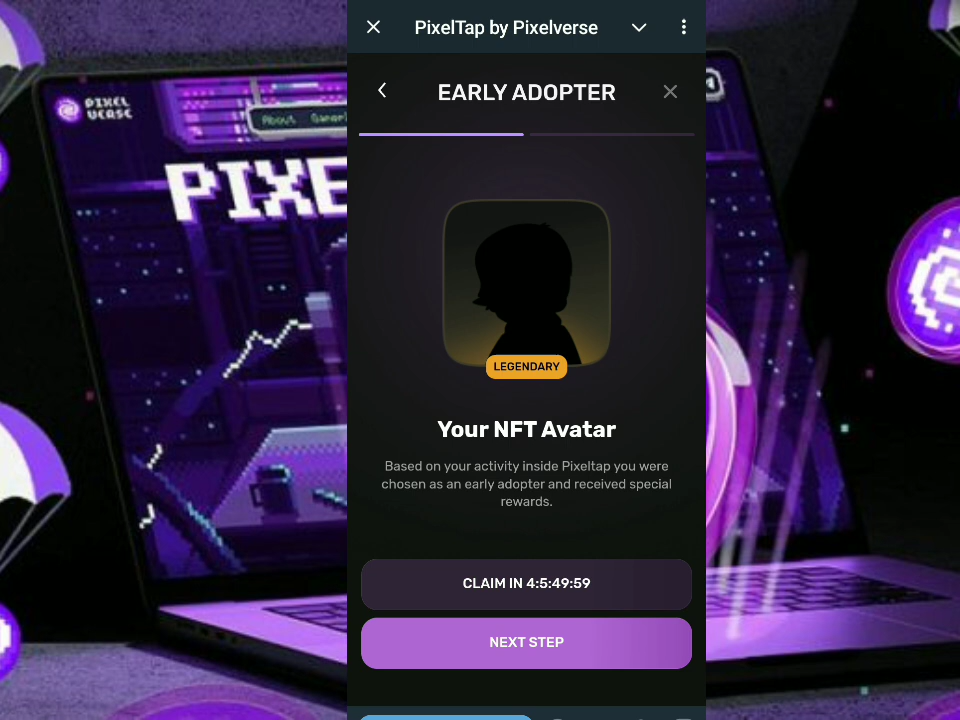 PixelTap by Pixelverse
EARLY ADOPTER
PIXEL
VERSE
About
PIXE
LEGENDARY
Your NFT Avatar
Based on your activity inside Pixeltap you were
chosen as an early adopter and received special
rewards.
CLAIM IN 4:5:49:59
NEXT STEP